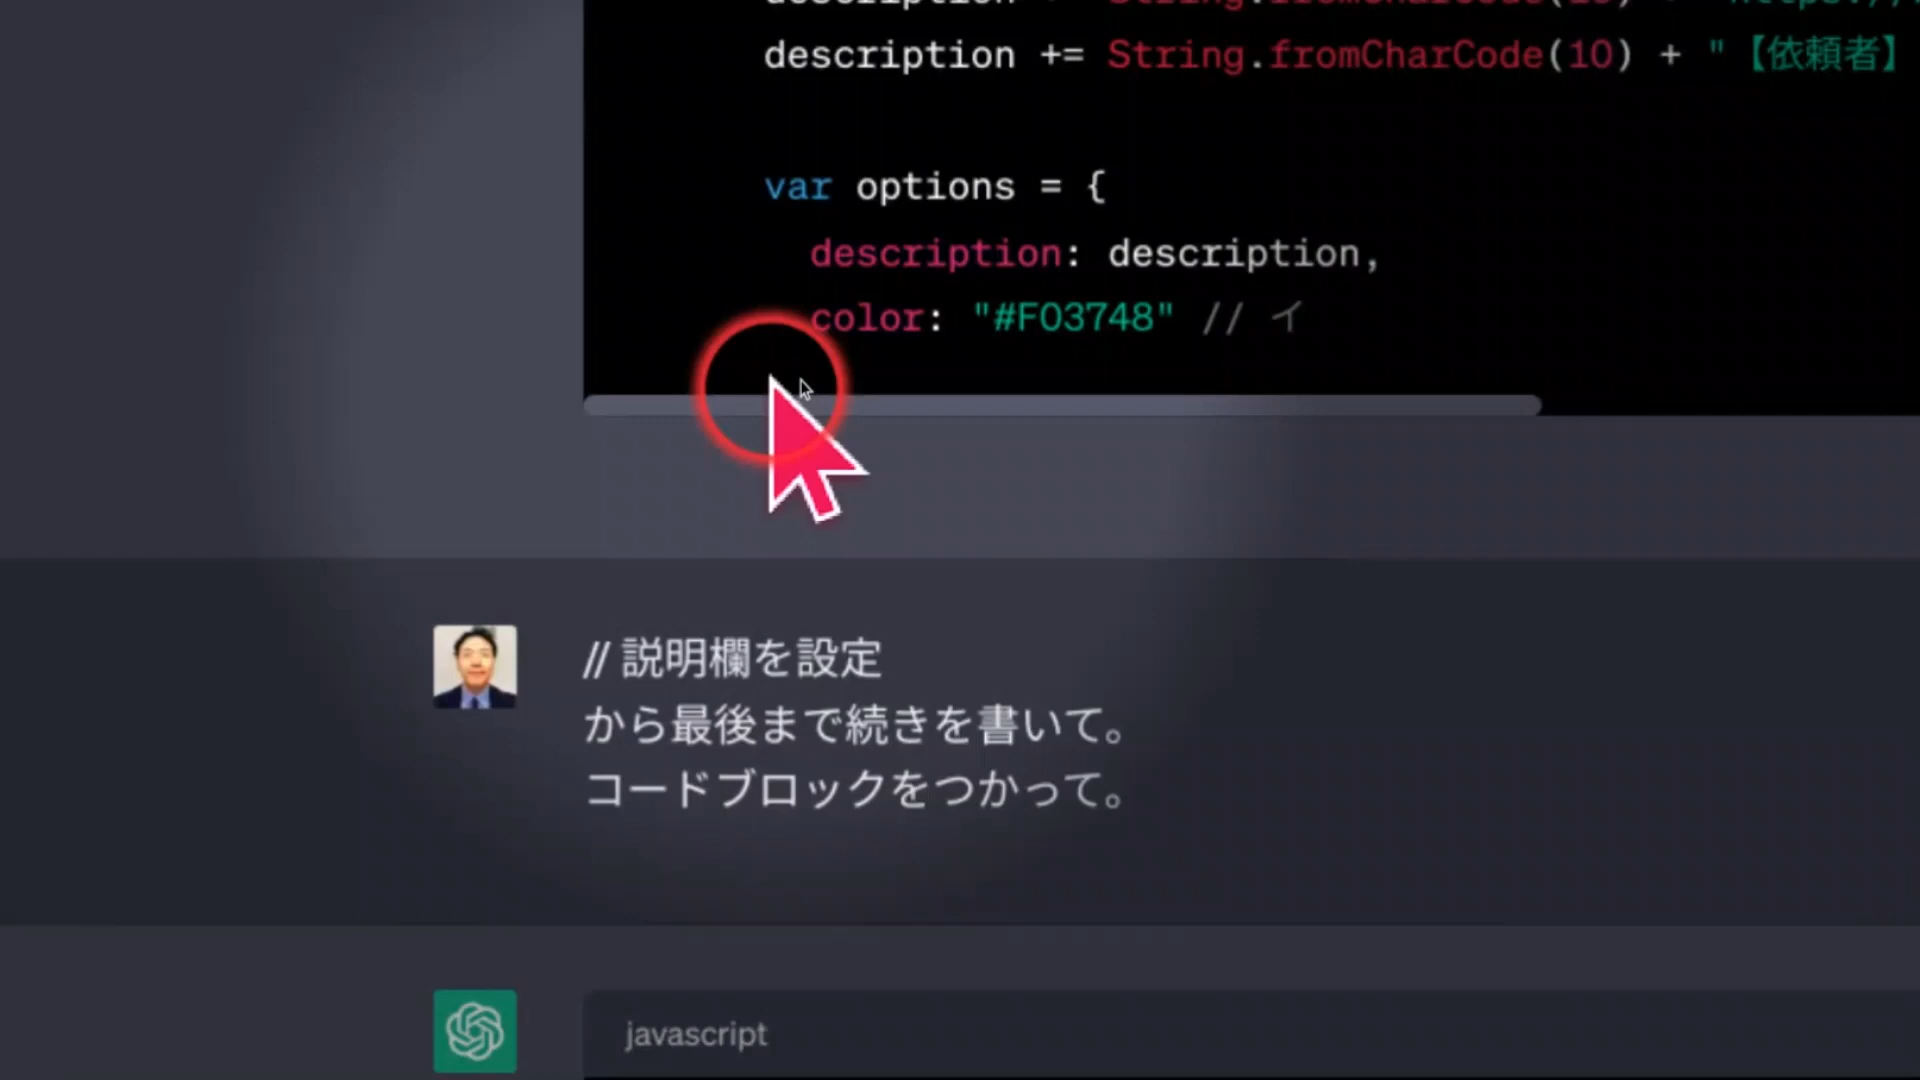 description += String.fromCharCode(10) + "【依頼者】
var options = {
description: description,
color: "#F03748" // イ
// 説明欄を設定
から最後まで続きを書いて。
コードブロックをつかって。
javascript